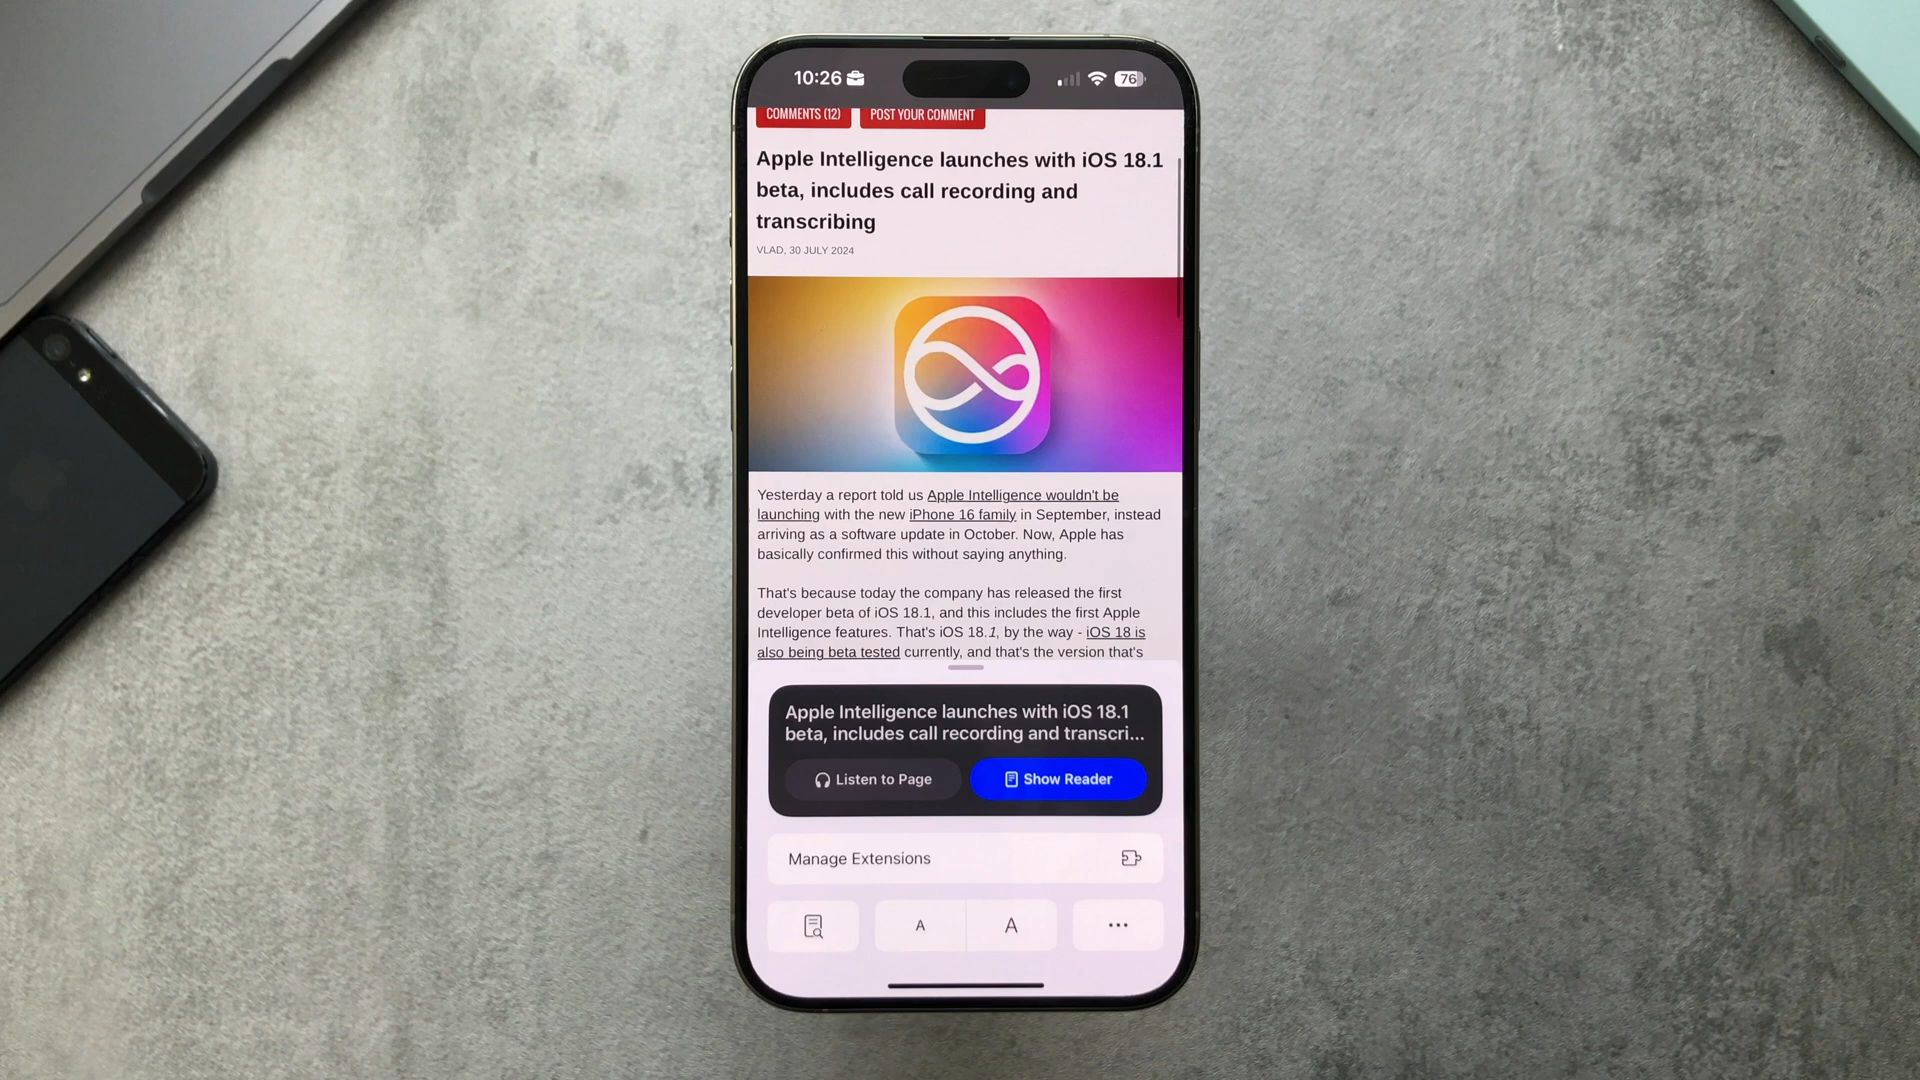 10:26
76
COMMENTS (12)
POST YOUR COMMENT
Apple Intelligence launches with iOS 18.1
beta, includes call recording and
transcribing
VLAD, 30 JULY 2024
Yesterday a report told us Apple Intelligence wouldn't be
launching with the new iPhone 16 family in September, instead
arriving as a software update in October. Now, Apple has
basically confirmed this without saying anything.
That's because today the company has released the first
developer beta of iOS 18.1, and this includes the first Apple
Intelligence features. That's iOS 18.1, by the way - iOS 18 is
also being beta tested currently, and that's the version that's
Apple Intelligence launches with iOS 18.1
beta, includes call recording and transcri...
Listen to Page
Show Reader
Manage Extensions
A
A